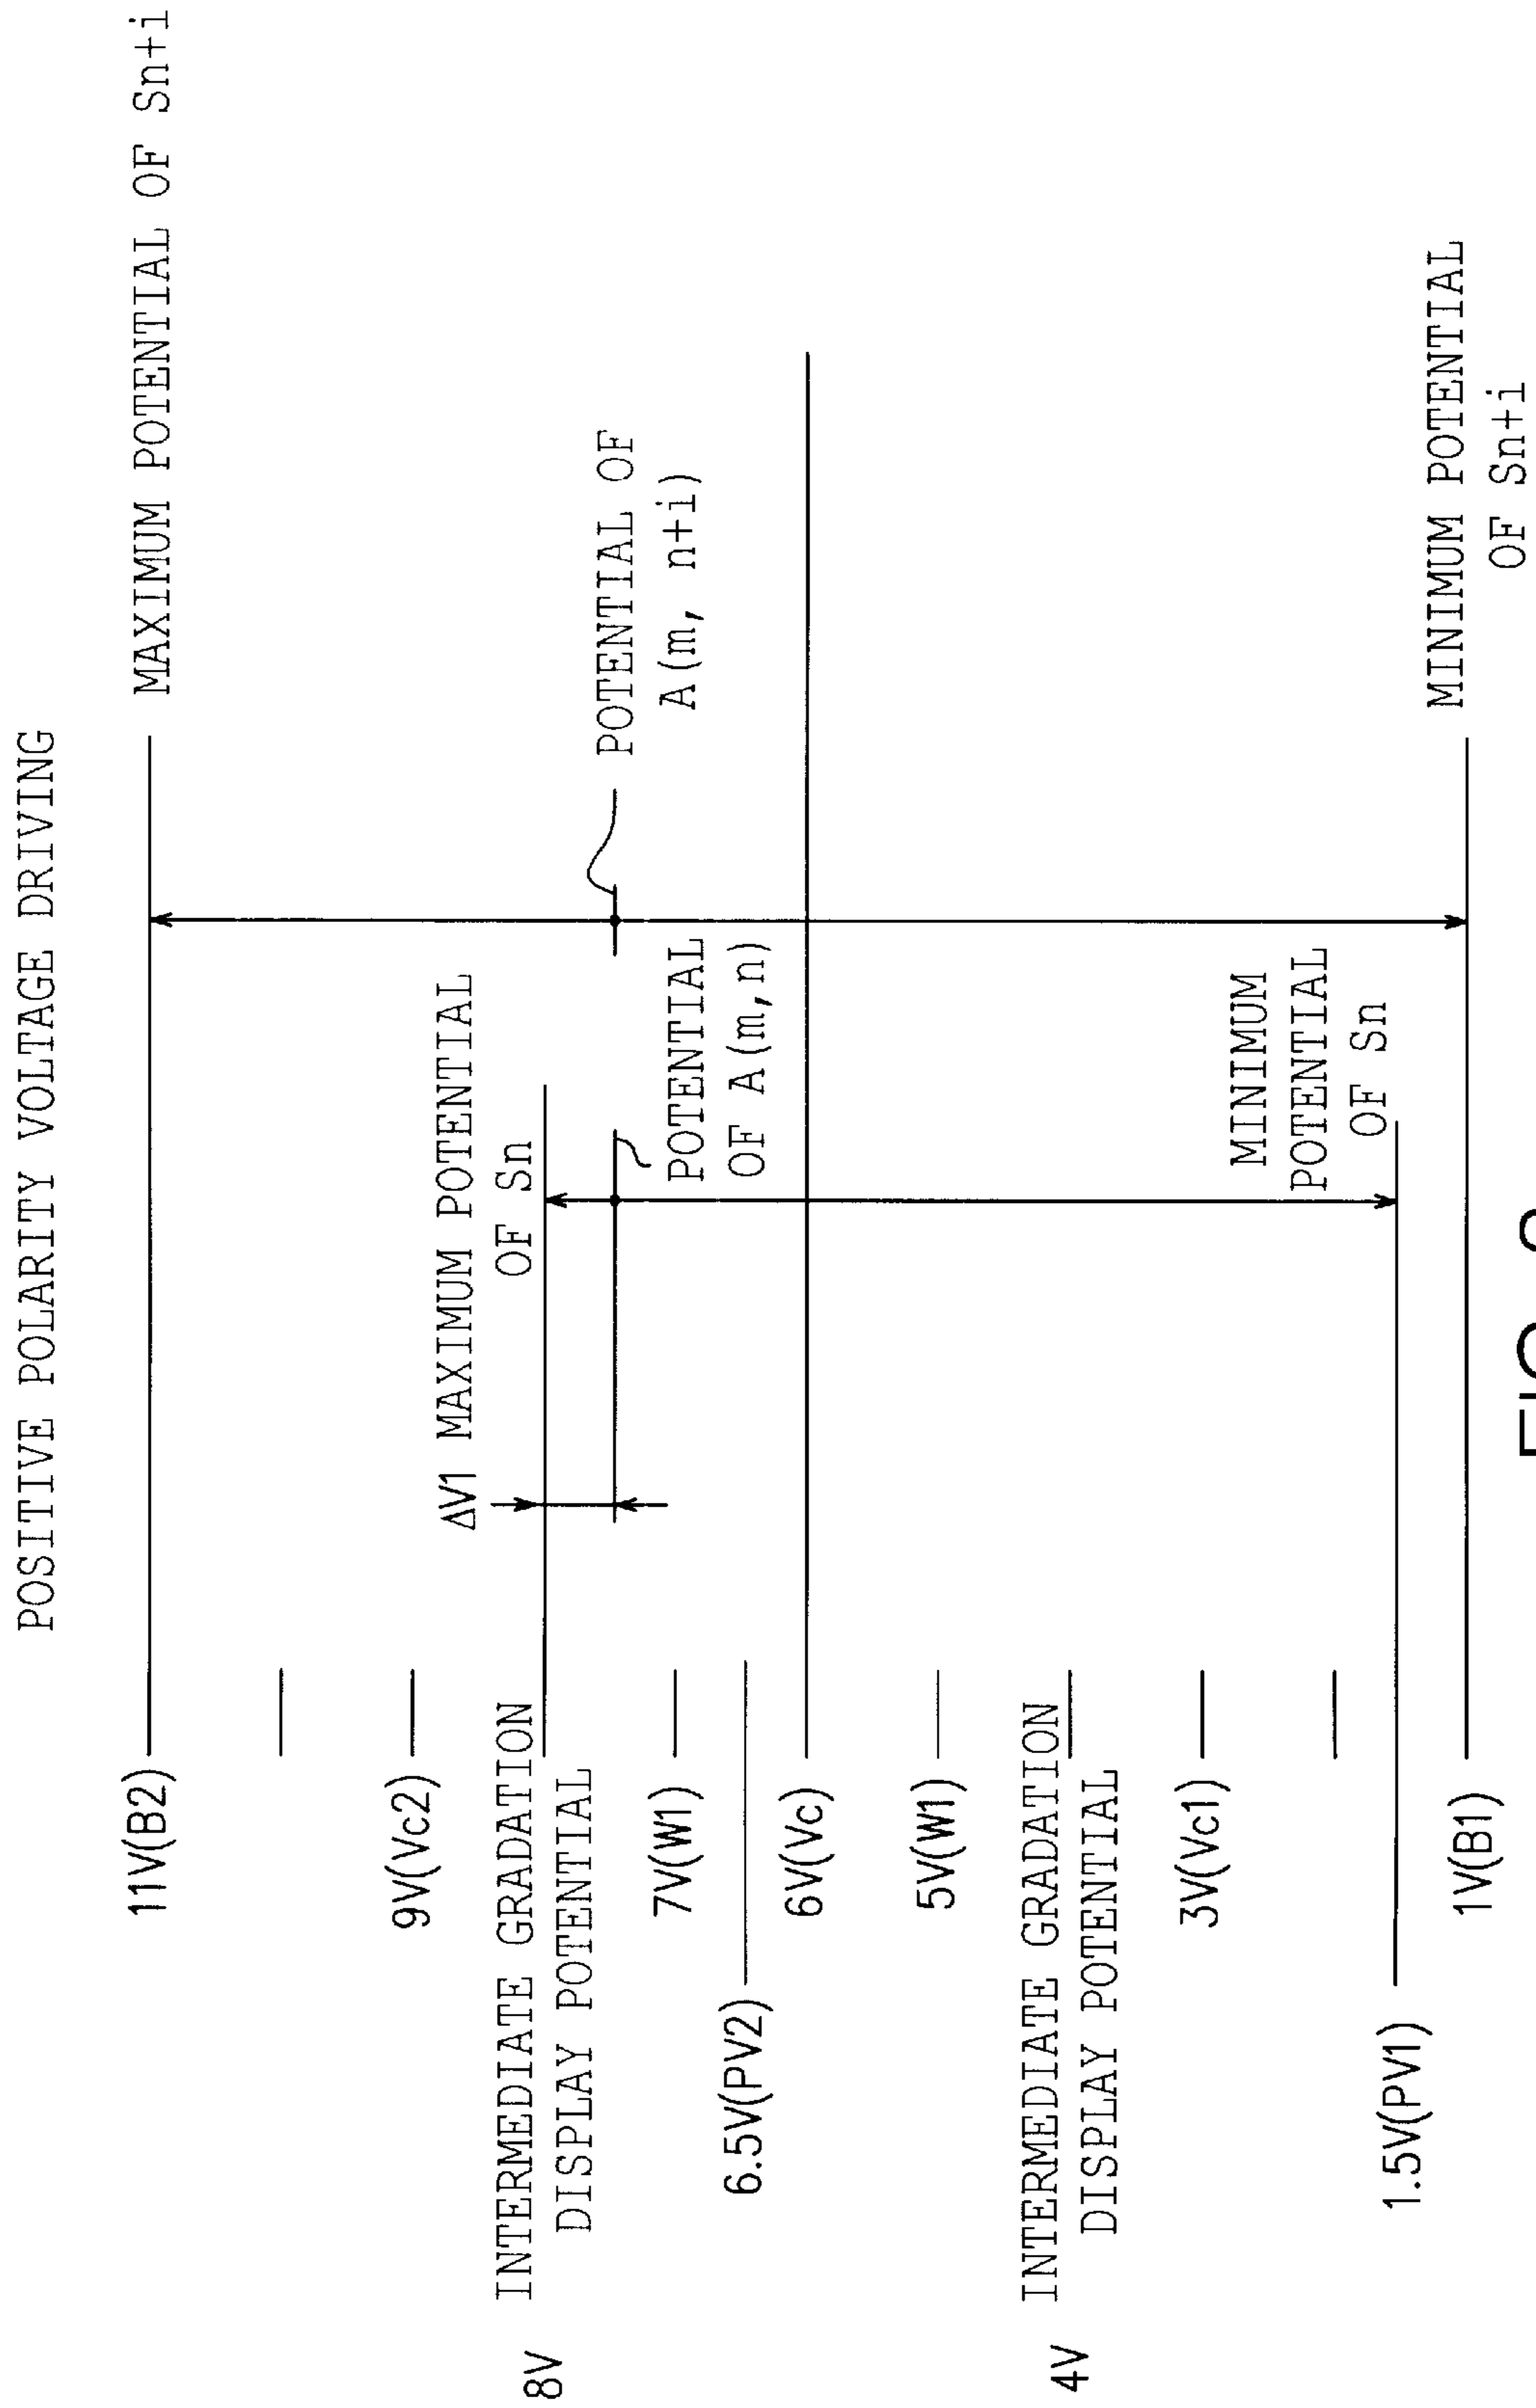 POSITIVE POLARITY VOLTAGE DRIVING
11V(B2)
MAXIMUM POTENTIAL OF Sn+i
9V(Vc2)
ΔV1
MAXIMUM POTENTIAL
OF Sn
8V
INTERMEDIATE GRADATION
DISPLAY POTENTIAL
POTENTIAL OF
A(m, n+i)
7V(W1)
POTENTIAL
OF A(m,n)
6.5V(PV2)
6V(Vc)
5V(W1)
4V
INTERMEDIATE GRADATION
DISPLAY POTENTIAL
3V(Vc1)
MINIMUM
POTENTIAL
OF Sn
1.5V(PV1)
1V(B1)
MINIMUM POTENTIAL
OF Sn+i